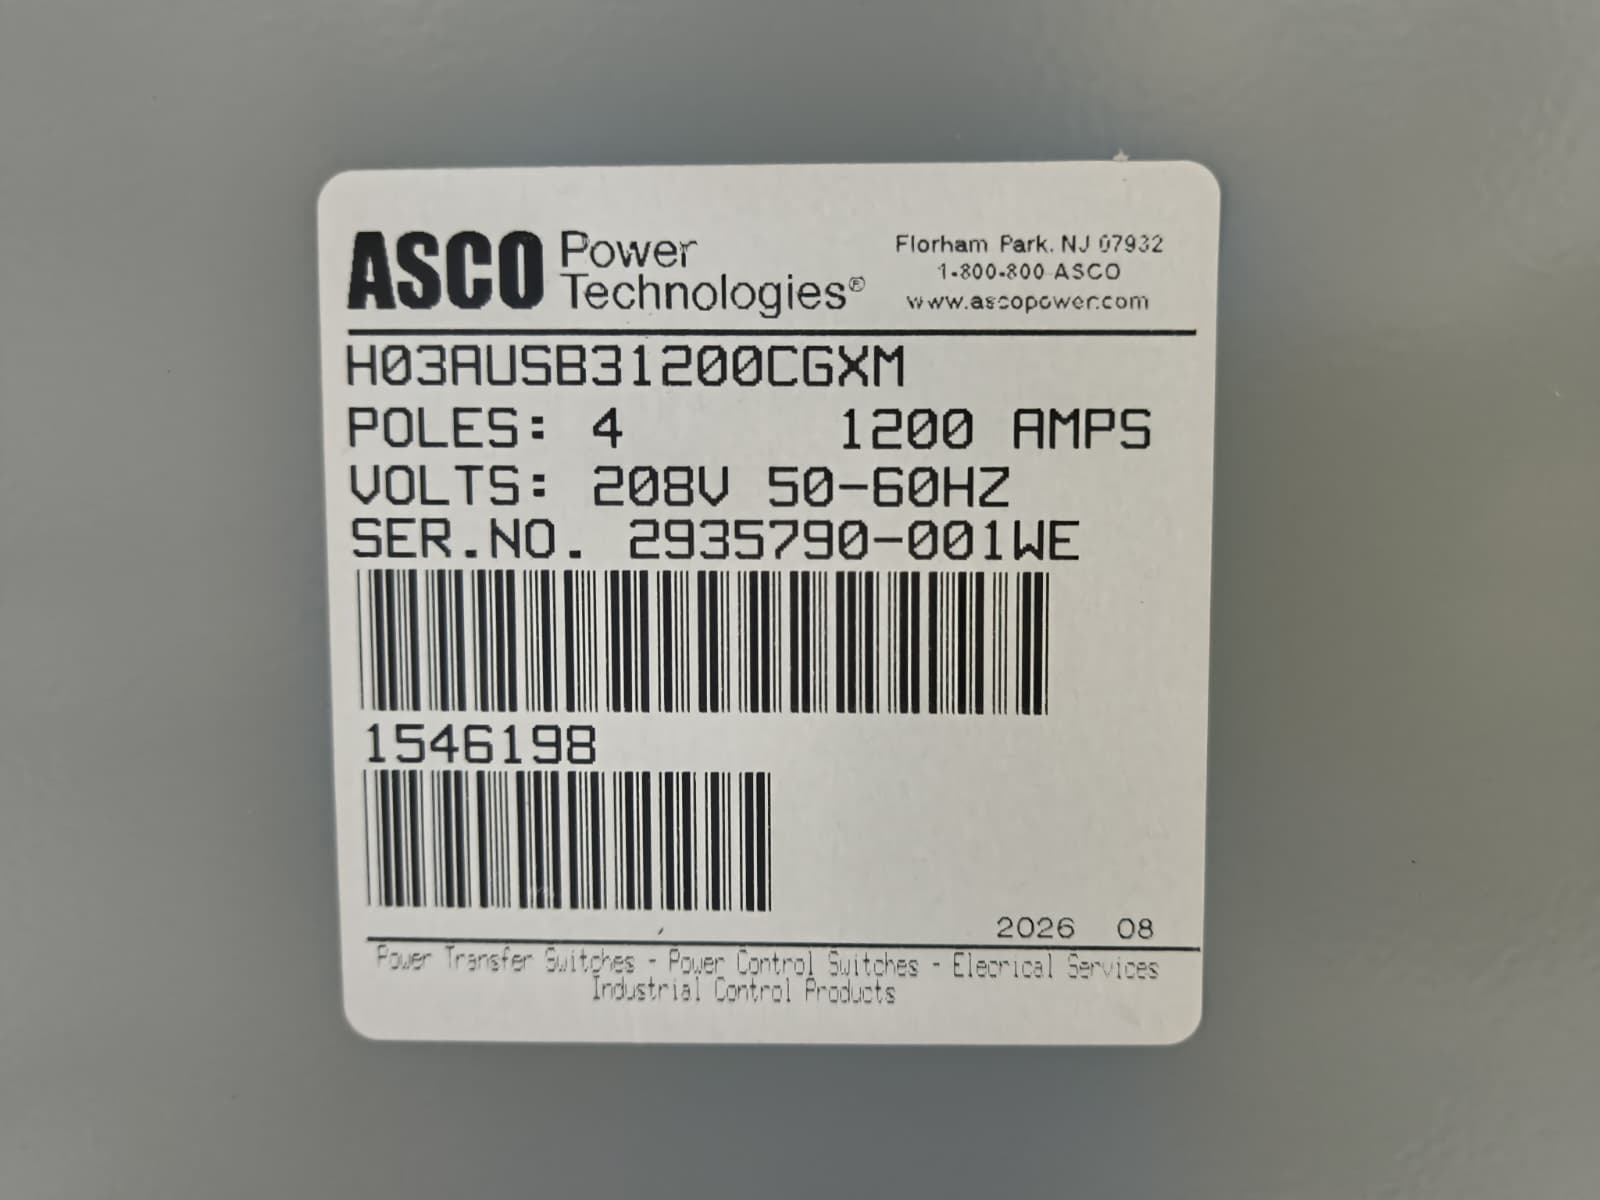 ASCO Power Technologies®
Florham Park, NJ 07932
1-800-800-ASCO
www.ascopower.com
H03AUSB31200CGXM
POLES: 4 1200 AMPS
VOLTS: 208V 50-60HZ
SER.NO. 2935790-001WE
1546198
2026 08
Power Transfer Switches - Power Control Switches - Elecrical Services
Industrial Control Products